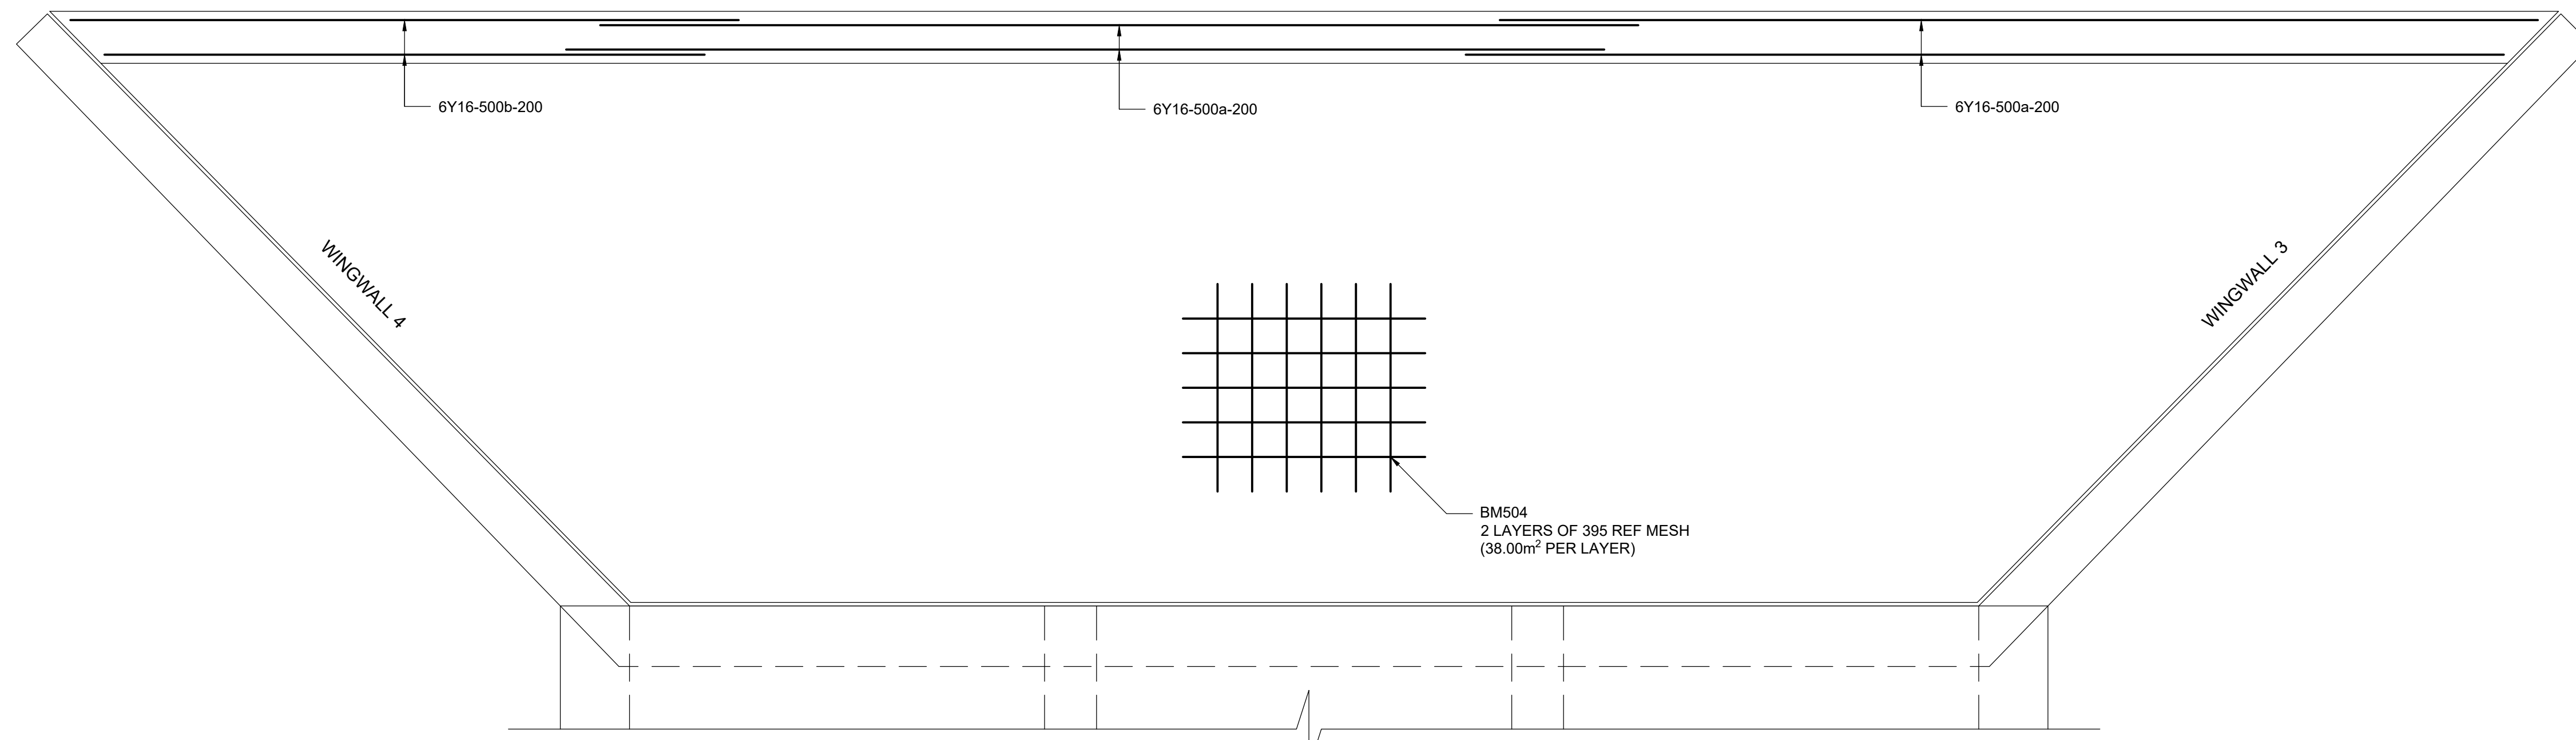 6Y16-500b-200
6Y16-500a-200
6Y16-500a-200
WINGWALL 4
WINGWALL 3
BM504
2 LAYERS OF 395 REF MESH
(38.00m² PER LAYER)